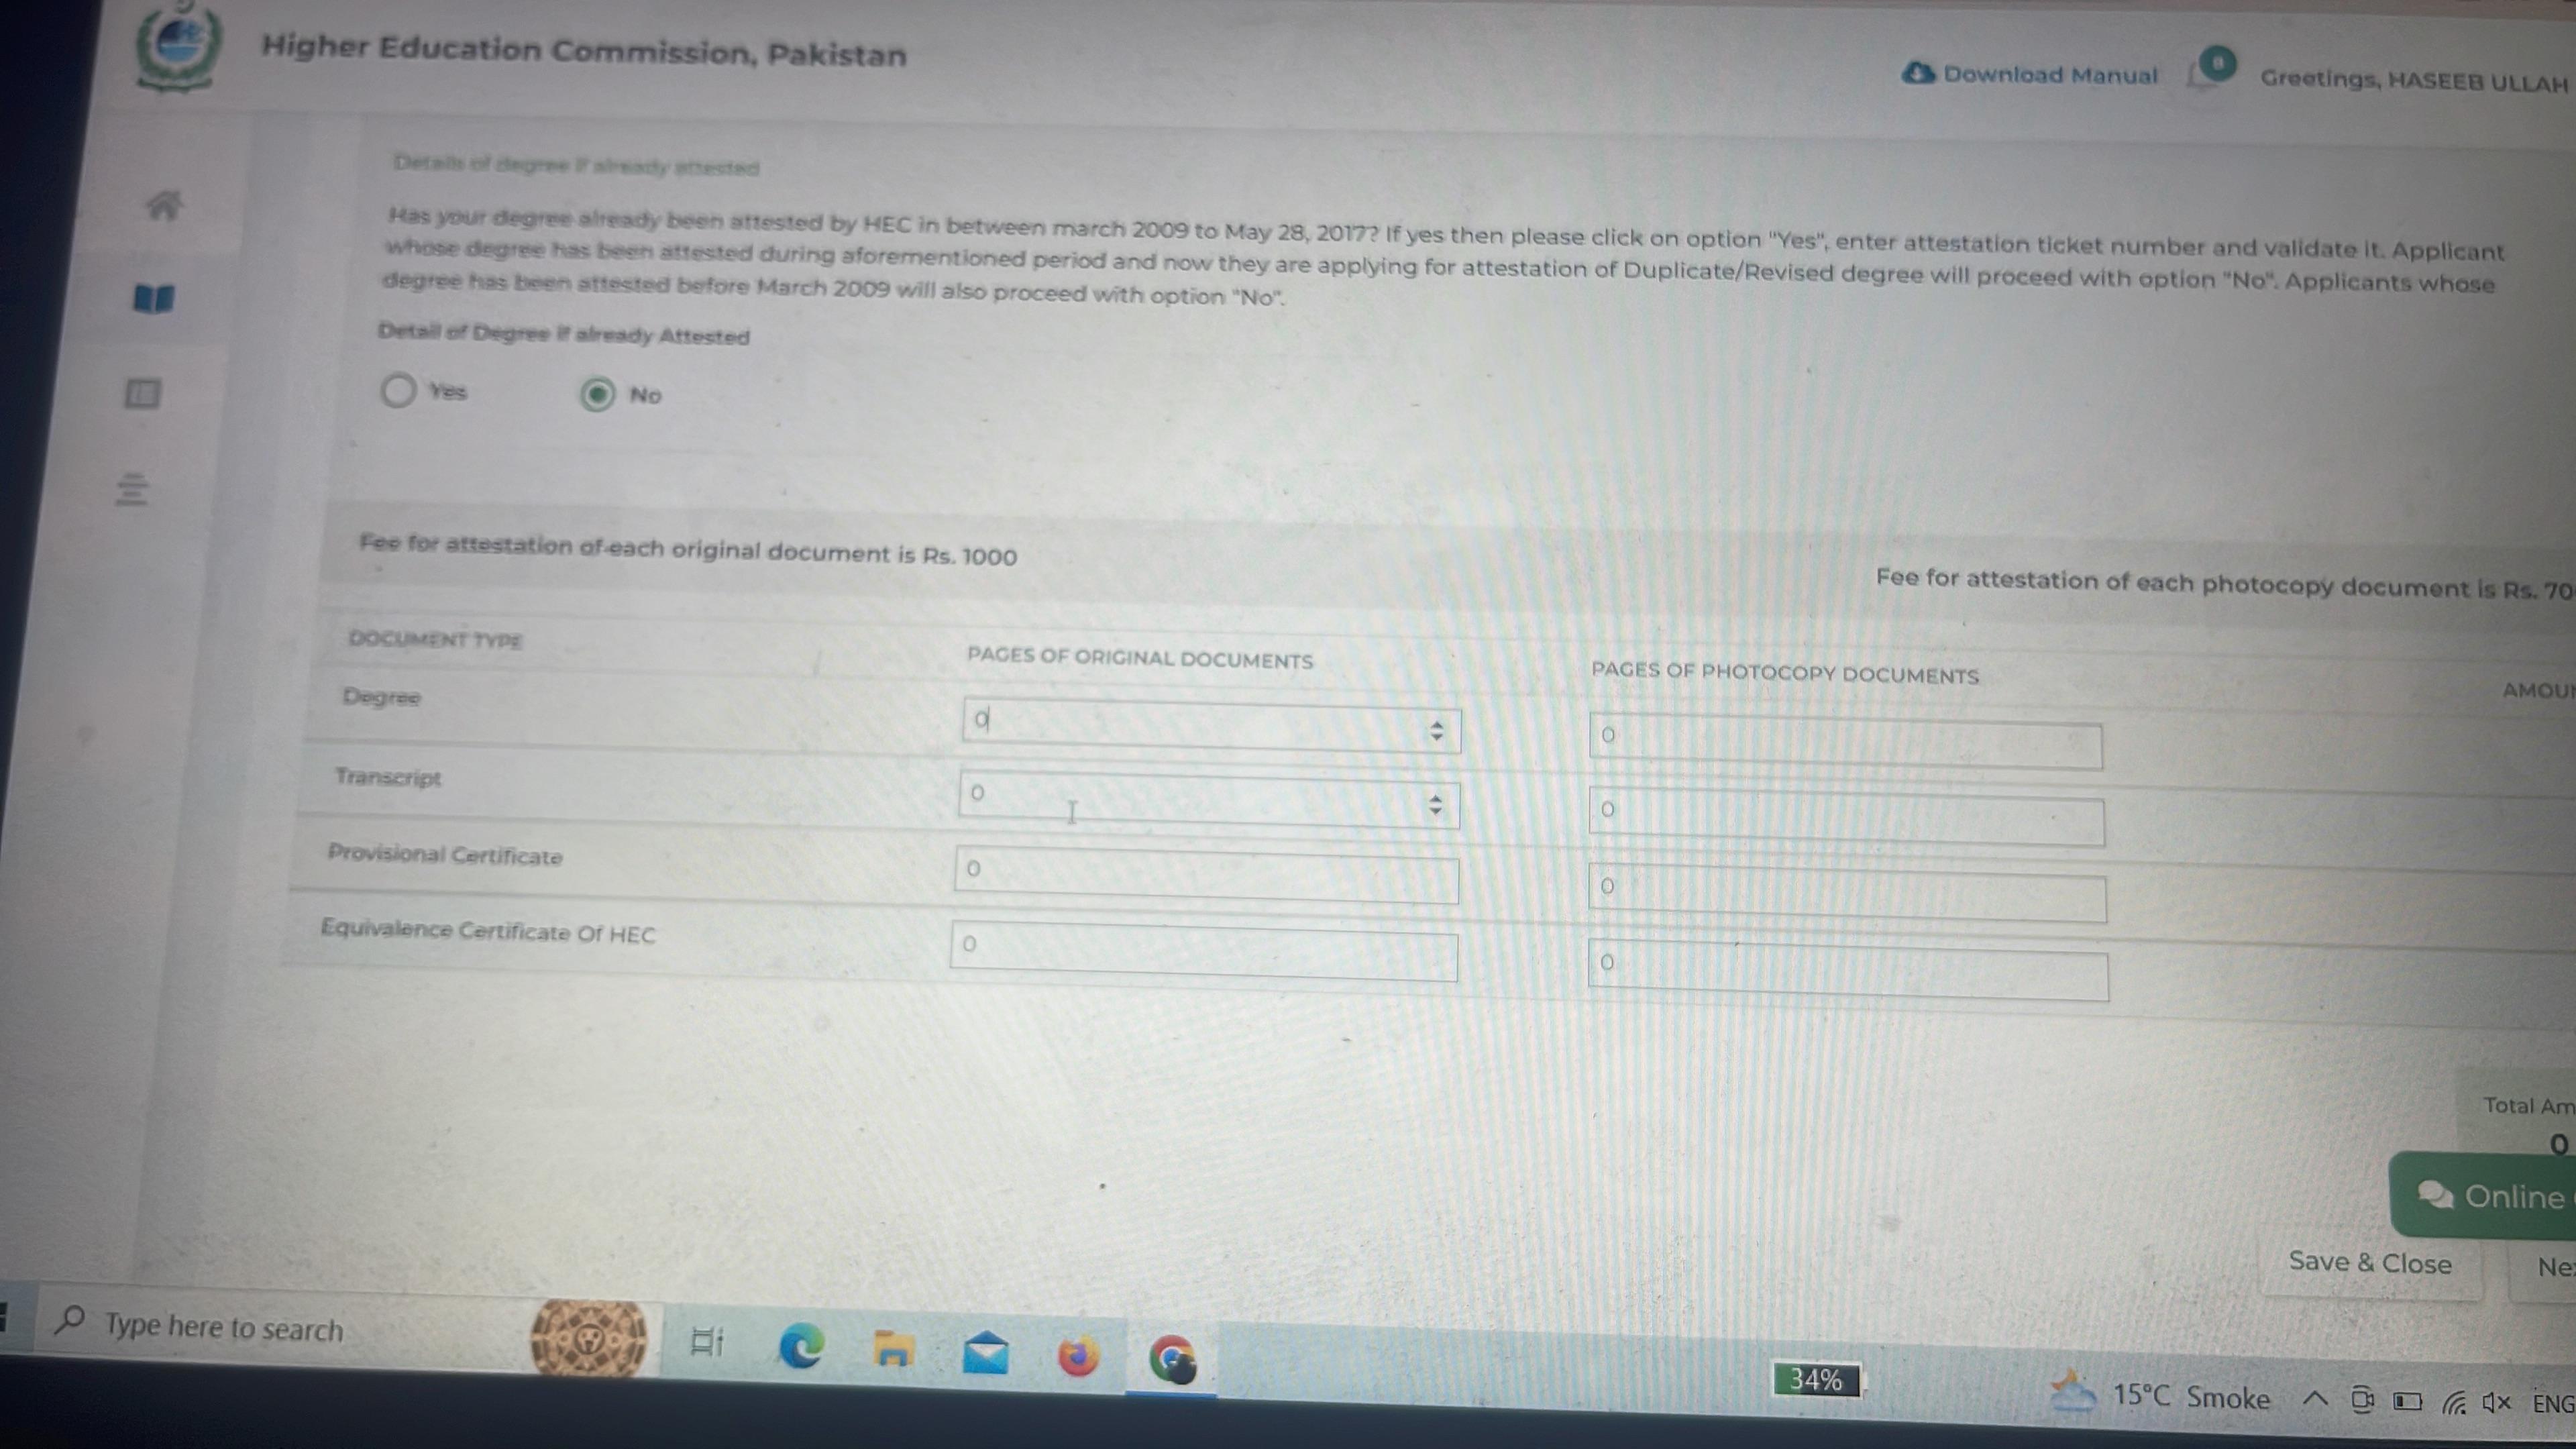 Higher Education Commission, Pakistan
Download Manual
Greetings, HASEEB ULLAH
Details of degree if already attested
Has your degree already been attested by HEC in between march 2009 to May 28, 2017? If yes then please click on option "Yes", enter attestation ticket number and validate it. Applicant
whose degree has been attested during aforementioned period and now they are applying for attestation of Duplicate/Revised degree will proceed with option "No". Applicants whose
degree has been attested before March 2009 will also proceed with option "No".
Detail of Degree if already Attested
Yes
No
Fee for attestation of each original document is Rs. 1000
Fee for attestation of each photocopy document is Rs. 70
DOCUMENT TYPE
PAGES OF ORIGINAL DOCUMENTS
PAGES OF PHOTOCOPY DOCUMENTS
AMOUN
Degree
0
0
Transcript
0
0
Provisional Certificate
0
0
Equivalence Certificate Of HEC
0
0
Total Am
0
Online
Save & Close
Nex
Type here to search
34%
15°C Smoke
ENG